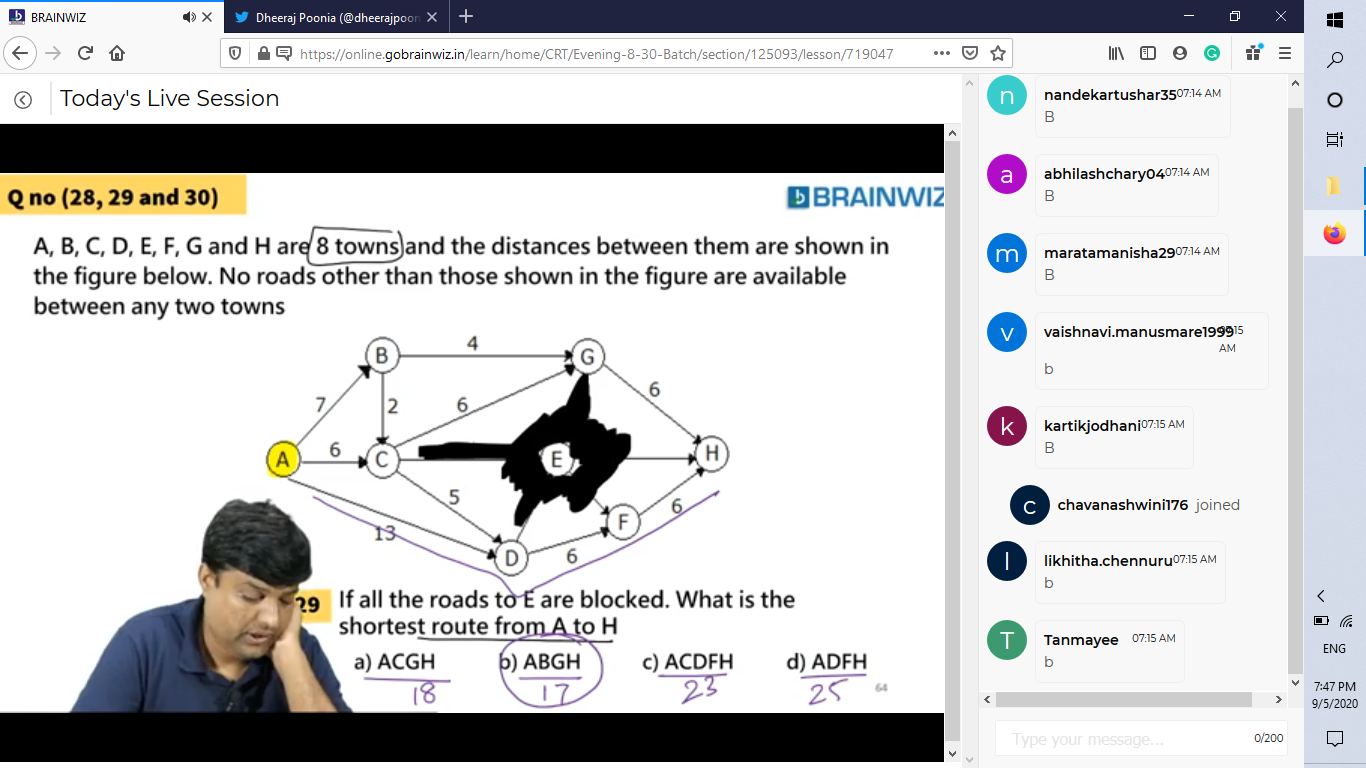 BRAINWIZ
Dheeraj Poonia (@dheerajpoon
https://online.gobrainwiz.in/learn/home/CRT/Evening-8-30-Batch/section/125093/lesson/719047
Today's Live Session
Q no (28, 29 and 30)
BRAINWIZ
A, B, C, D, E, F, G and H are 8 towns and the distances between them are shown in
the figure below. No roads other than those shown in the figure are available
between any two towns
B
4
G
7
2
6
6
A
6
C
E
H
5
F
6
13
D
6
29
If all the roads to E are blocked. What is the
shortest route from A to H
a) ACGH b) ABGH c) ACDFH d) ADFH
18 17 23 25
64
n
nandekartushar35 07:14 AM
B
a
abhilashchary04 07:14 AM
B
m
maratamanisha29 07:14 AM
B
v
vaishnavi.manusmare1999
AM
b
k
kartikjodhani 07:15 AM
B
c
chavanashwini176 joined
l
likhitha.chennuru 07:15 AM
b
T
Tanmayee 07:15 AM
b
Type your message...
0/200
ENG
7:47 PM
9/5/2020